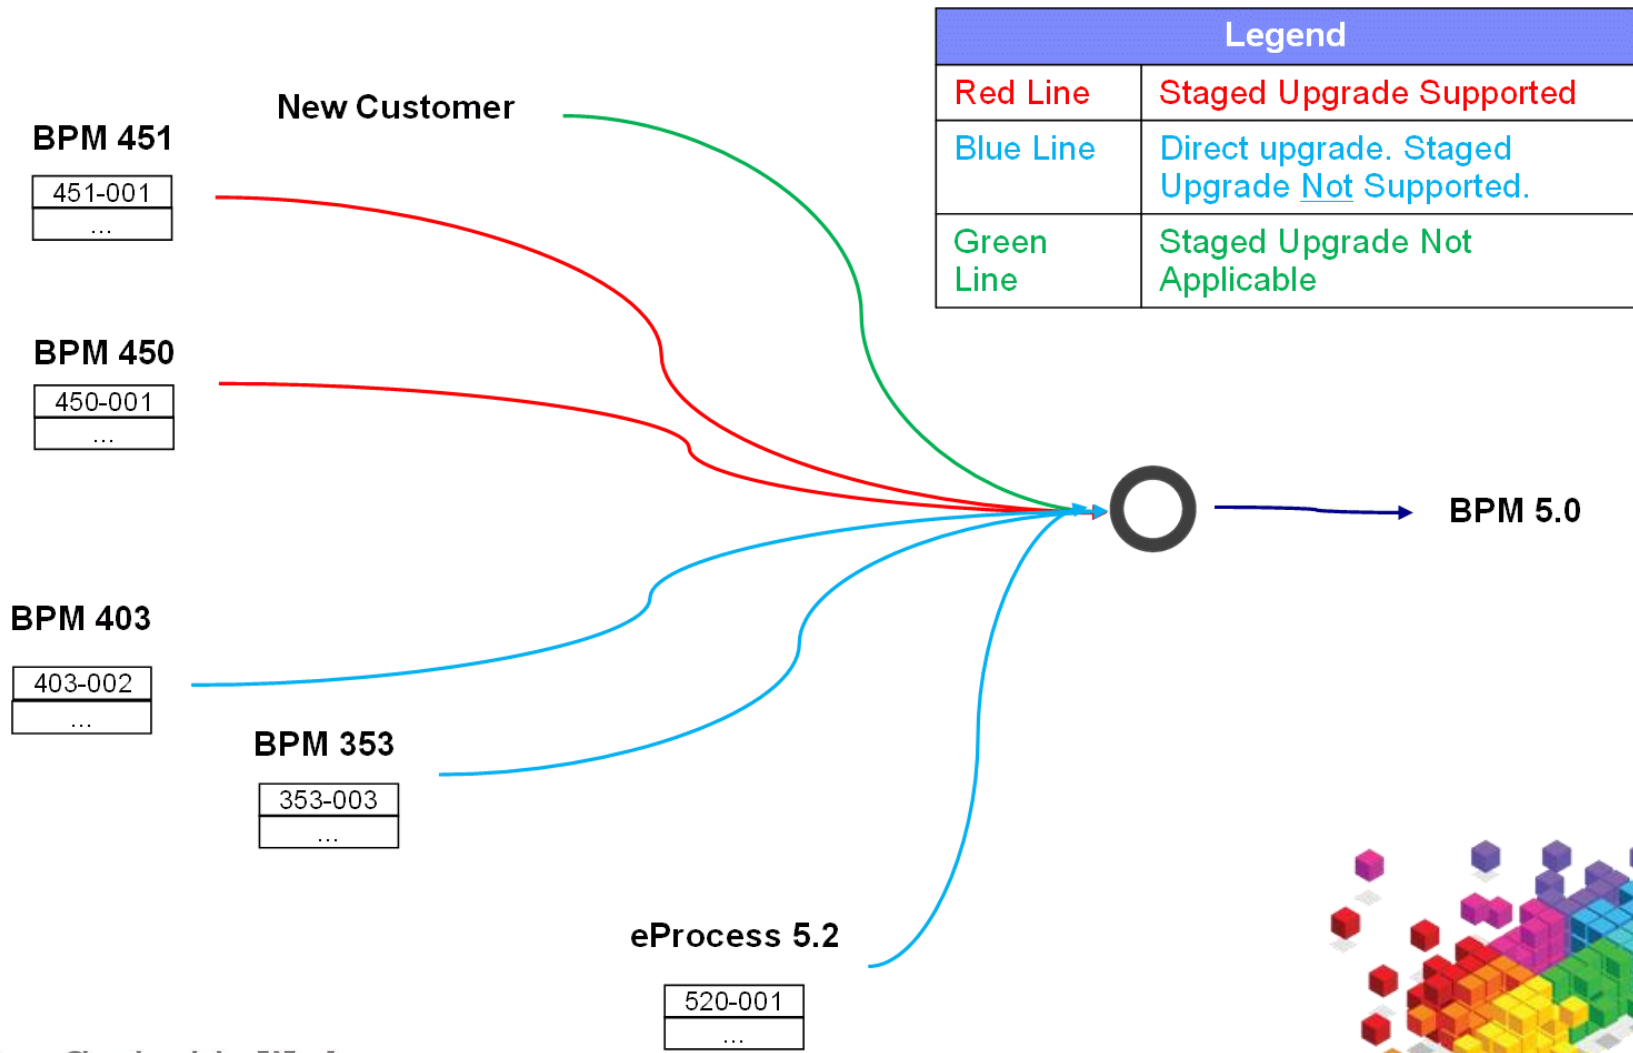 Legend
Red Line
Staged Upgrade Supported
Blue Line
Direct upgrade. Staged
Upgrade Not Supported.
Green
Line
Staged Upgrade Not
Applicable
New Customer
BPM 451
451-001
...
BPM 450
450-001
...
BPM 5.0
BPM 403
403-002
...
BPM 353
353-003
...
eProcess 5.2
520-001
...